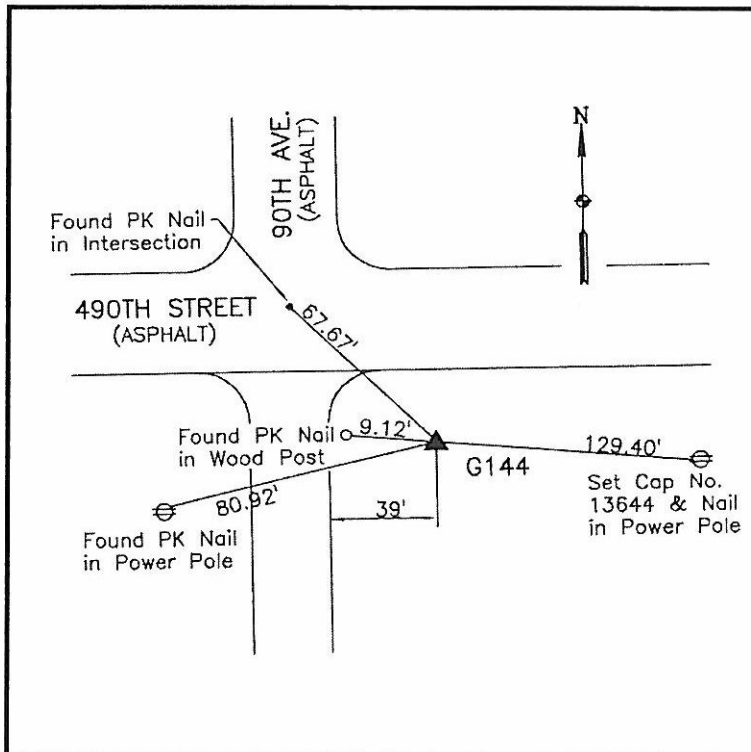 N
90TH AVE.
(ASPHALT)
Found PK Nail
in Intersection
490TH STREET
(ASPHALT)
67.67'
Found PK Nail
in Wood Post
9.12'
G144
129.40'
Set Cap No.
13644 & Nail
in Power Pole
80.92'
39'
Found PK Nail
in Power Pole